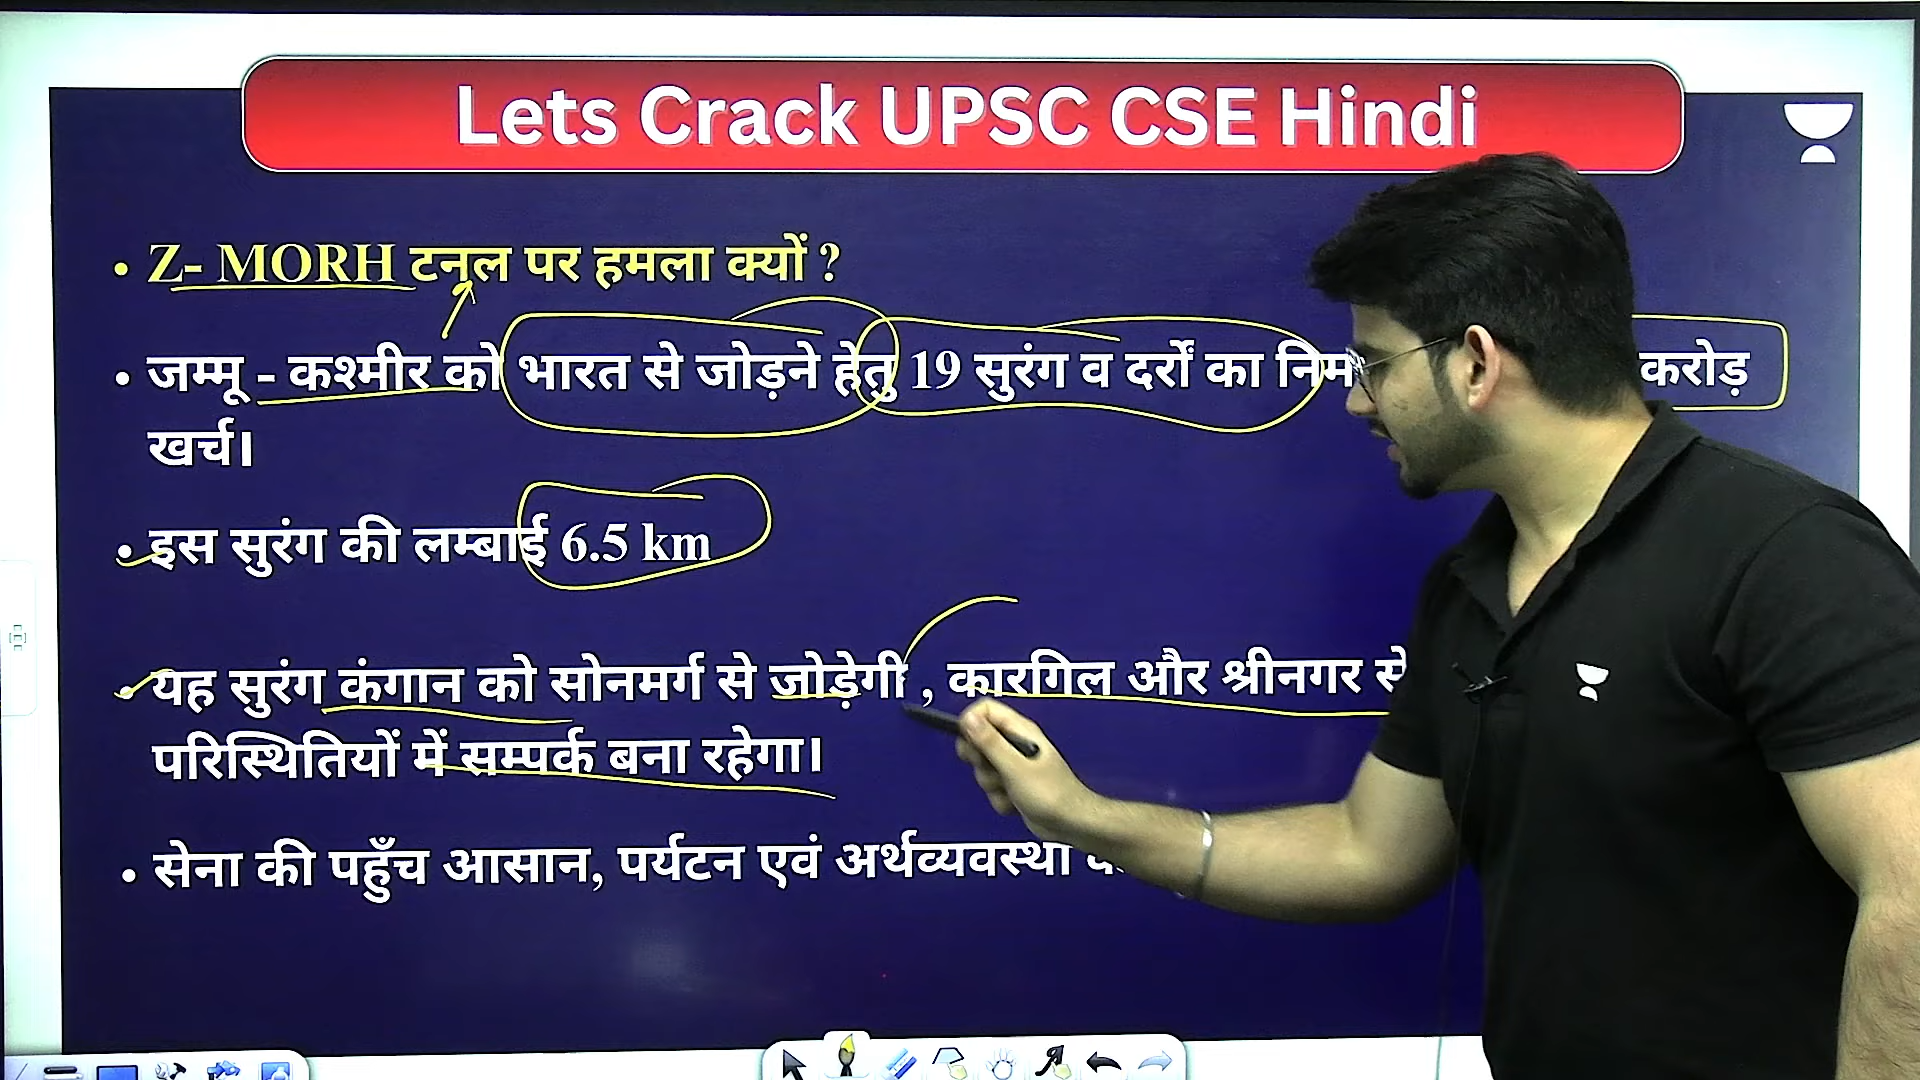 Lets Crack UPSC CSE Hindi
• Z- MORH टनल पर हमला क्यों ?
• जम्मू - कश्मीर को भारत से जोड़ने हेतु 19 सुरंग व दर्रो का करोड़
खर्च।
• इस सुरंग की लम्बाई 6.5 km
• यह सुरंग कंगान को सोनमर्ग से जोड़ेगी , कारगिल और श्रीनगर से
परिस्थितियों में सम्पर्क बना रहेगा।
• सेना की पहुँच आसान, पर्यटन एवं अर्थव्यवस्था